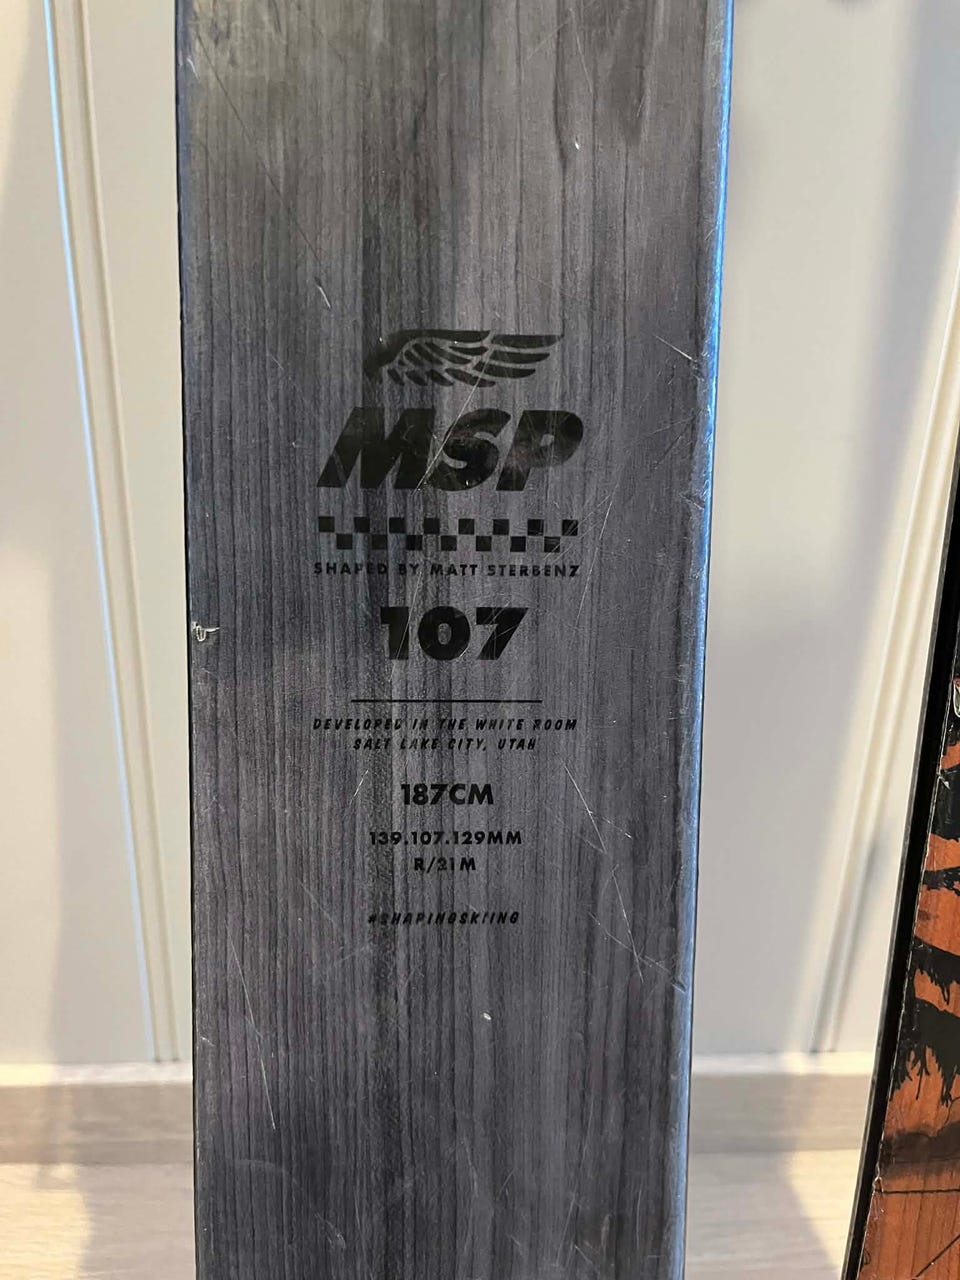 MSP
SHAPED BY MATT STERBENZ
107
DEVELOPED IN THE WHITE ROOM
SALT LAKE CITY, UTAH
187CM
139.107.129MM
R/21M
#SHAPINGSKIING